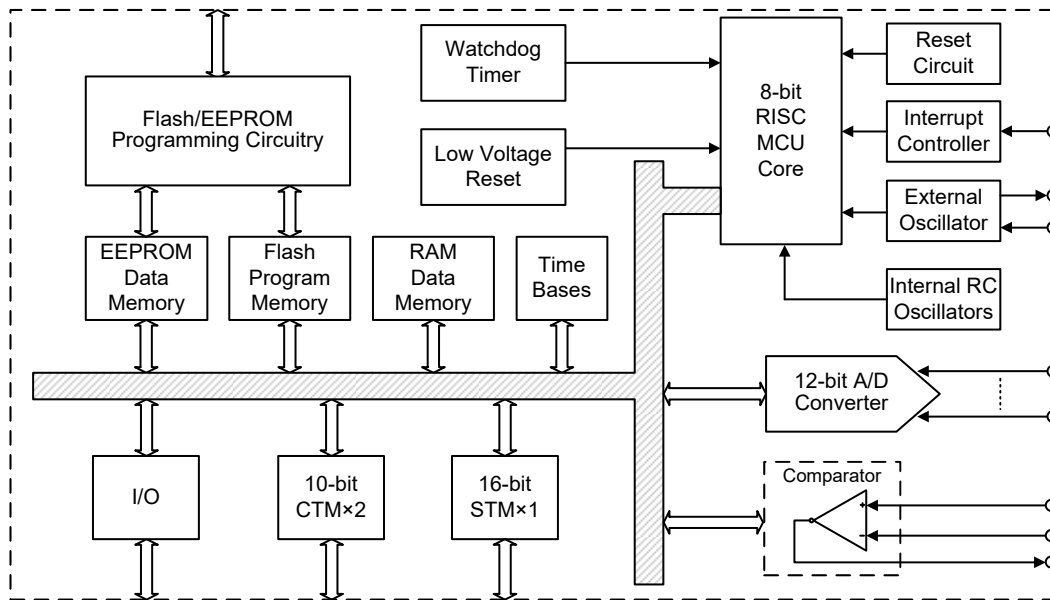 Watchdog
Timer
8-bit
RISC
MCU
Core
Reset
Circuit
Flash/EEPROM
Programming Circuitry
Low Voltage
Reset
Interrupt
Controller
External
Oscillator
EEPROM
Data
Memory
Flash
Program
Memory
RAM
Data
Memory
Time
Bases
Internal RC
Oscillators
12-bit A/D
Converter
I/O
10-bit
CTM×2
16-bit
STM×1
Comparator
+
−